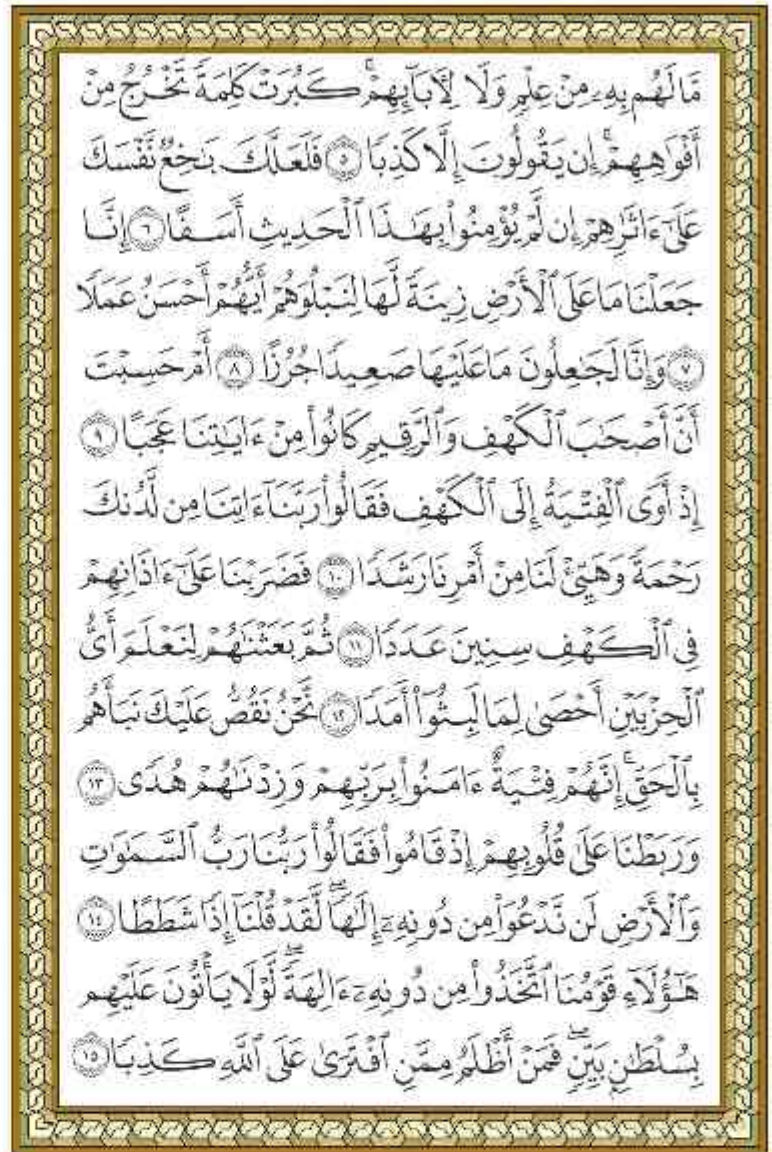 مَّا لَهُم بِهِۦ مِنْ عِلْمٍ وَلَا لِءَابَآئِهِمْ ۚ كَبُرَتْ كَلِمَةً تَخْرُجُ مِنْ
أَفْوَٰهِهِمْ ۚ إِن يَقُولُونَ إِلَّا كَذِبًا ۝٥ فَلَعَلَّكَ بَٰخِعٌ نَّفْسَكَ
عَلَىٰٓ ءَاثَٰرِهِمْ إِن لَّمْ يُؤْمِنُوا۟ بِهَٰذَا ٱلْحَدِيثِ أَسَفًا ۝٦ إِنَّا
جَعَلْنَا مَا عَلَى ٱلْأَرْضِ زِينَةً لَّهَا لِنَبْلُوَهُمْ أَيُّهُمْ أَحْسَنُ عَمَلًا
۝٧ وَإِنَّا لَجَٰعِلُونَ مَا عَلَيْهَا صَعِيدًا جُرُزًا ۝٨ أَمْ حَسِبْتَ
أَنَّ أَصْحَٰبَ ٱلْكَهْفِ وَٱلرَّقِيمِ كَانُوا۟ مِنْ ءَايَٰتِنَا عَجَبًا ۝٩
إِذْ أَوَى ٱلْفِتْيَةُ إِلَى ٱلْكَهْفِ فَقَالُوا۟ رَبَّنَآ ءَاتِنَا مِن لَّدُنكَ
رَحْمَةً وَهَيِّئْ لَنَا مِنْ أَمْرِنَا رَشَدًا ۝١٠ فَضَرَبْنَا عَلَىٰٓ ءَاذَانِهِمْ
فِى ٱلْكَهْفِ سِنِينَ عَدَدًا ۝١١ ثُمَّ بَعَثْنَٰهُمْ لِنَعْلَمَ أَىُّ
ٱلْحِزْبَيْنِ أَحْصَىٰ لِمَا لَبِثُوٓا۟ أَمَدًا ۝١٢ نَّحْنُ نَقُصُّ عَلَيْكَ نَبَأَهُم
بِٱلْحَقِّ ۚ إِنَّهُمْ فِتْيَةٌ ءَامَنُوا۟ بِرَبِّهِمْ وَزِدْنَٰهُمْ هُدًى ۝١٣
وَرَبَطْنَا عَلَىٰ قُلُوبِهِمْ إِذْ قَامُوا۟ فَقَالُوا۟ رَبُّنَا رَبُّ ٱلسَّمَٰوَٰتِ
وَٱلْأَرْضِ لَن نَّدْعُوَا۟ مِن دُونِهِۦٓ إِلَٰهًا ۖ لَّقَدْ قُلْنَآ إِذًا شَطَطًا ۝١٤
هَٰٓؤُلَآءِ قَوْمُنَا ٱتَّخَذُوا۟ مِن دُونِهِۦٓ ءَالِهَةً ۖ لَّوْلَا يَأْتُونَ عَلَيْهِم
بِسُلْطَٰنٍۭ بَيِّنٍ ۖ فَمَنْ أَظْلَمُ مِمَّنِ ٱفْتَرَىٰ عَلَى ٱللَّهِ كَذِبًا ۝١٥